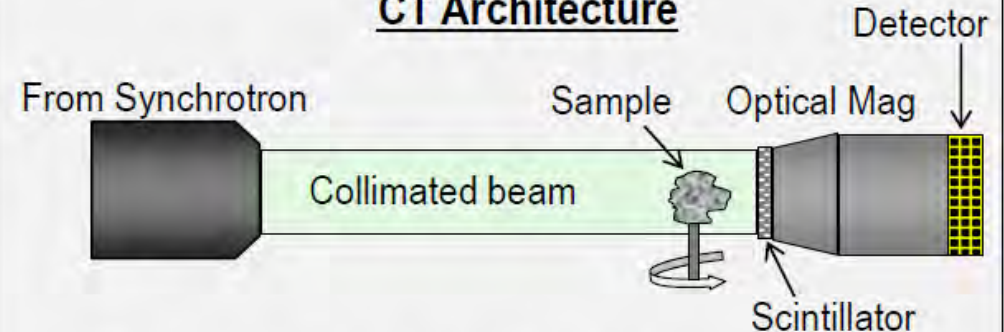 CT Architecture
Detector
From Synchrotron
Sample
Optical Mag
Collimated beam
Scintillator